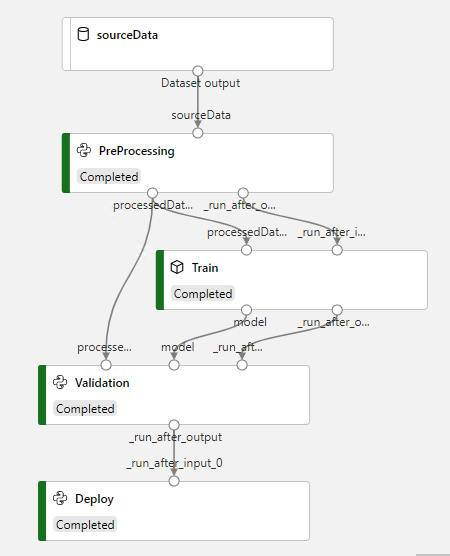 sourceData
Dataset output
sourceData
PreProcessing
Completed
processedDat... _run_after_o...
processedDat... _run_after_i...
Train
Completed
model _run_after_o...
processe... model _run_aft...
Validation
Completed
_run_after_output
_run_after_input_0
Deploy
Completed